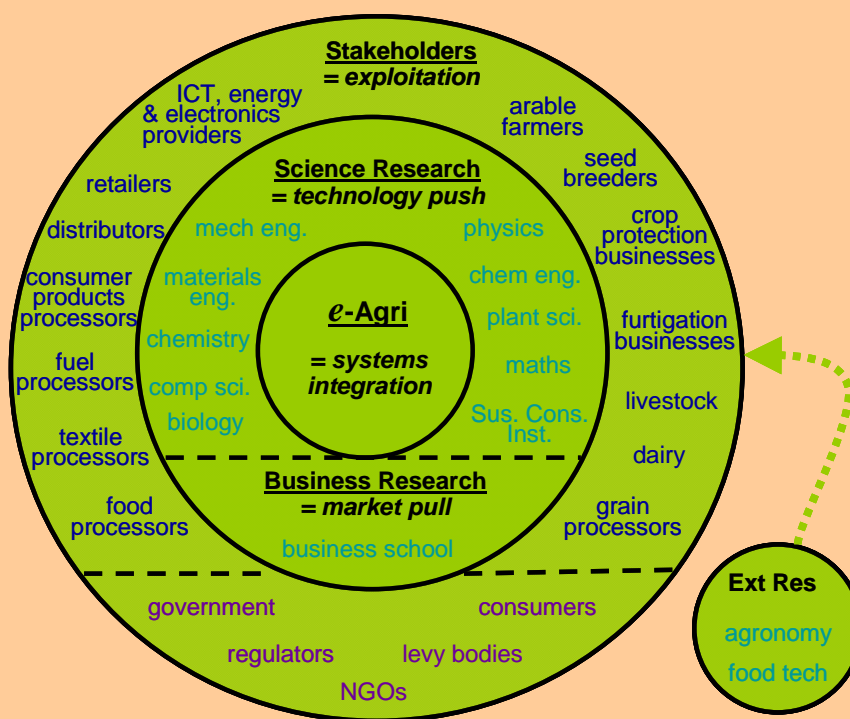 Stakeholders
= exploitation
ICT, energy
& electronics
providers
retailers
distributors
consumer
products
processors
fuel
processors
textile
processors
food
processors
arable
farmers
seed
breeders
crop
protection
businesses
furtigation
businesses
livestock
dairy
grain
processors
Science Research
= technology push
mech eng.
materials
eng.
chemistry
comp sci.
biology
physics
chem eng.
plant sci.
maths
Sus. Cons.
Inst.
e-Agri
= systems
integration
Business Research
= market pull
business school
government
consumers
regulators
levy bodies
NGOs
Ext Res
agronomy
food tech